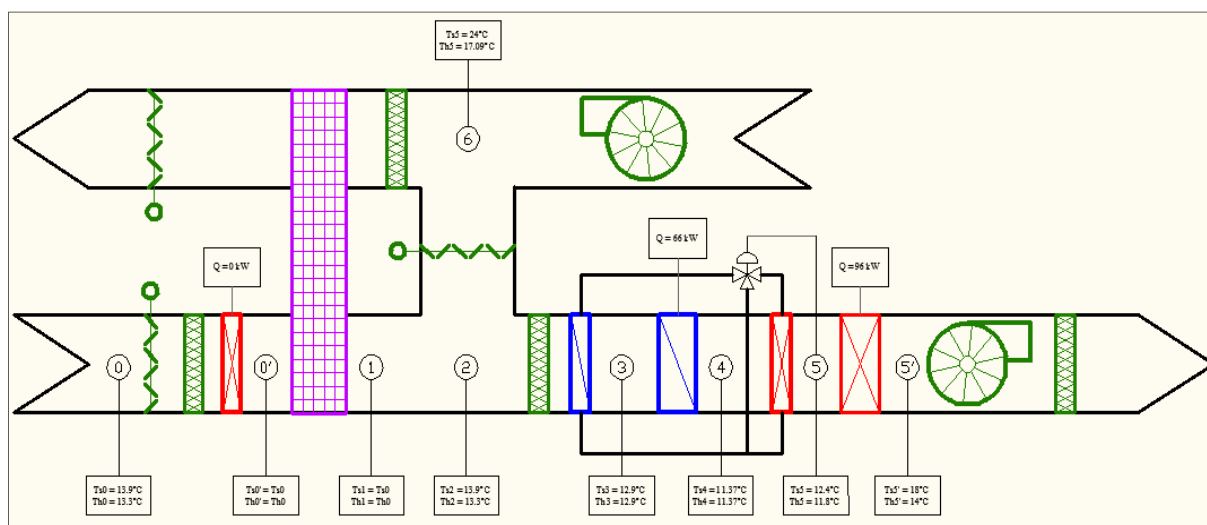 Ts5 = 24°C
Th5 = 17.09°C
6
Q = 0 kW
Q = 66 kW
Q = 96 kW
0
0'
1
2
3
4
5
5'
Ts0 = 13.9°C
Th0 = 13.3°C
Ts0' = Ts0
Th0' = Th0
Ts1 = Ts0
Th1 = Th0
Ts2 = 13.9°C
Th2 = 13.3°C
Ts3 = 12.9°C
Th3 = 12.9°C
Ts4 = 11.37°C
Th4 = 11.37°C
Ts5 = 12.4°C
Th5 = 11.8°C
Ts5' = 18°C
Th5' = 14°C